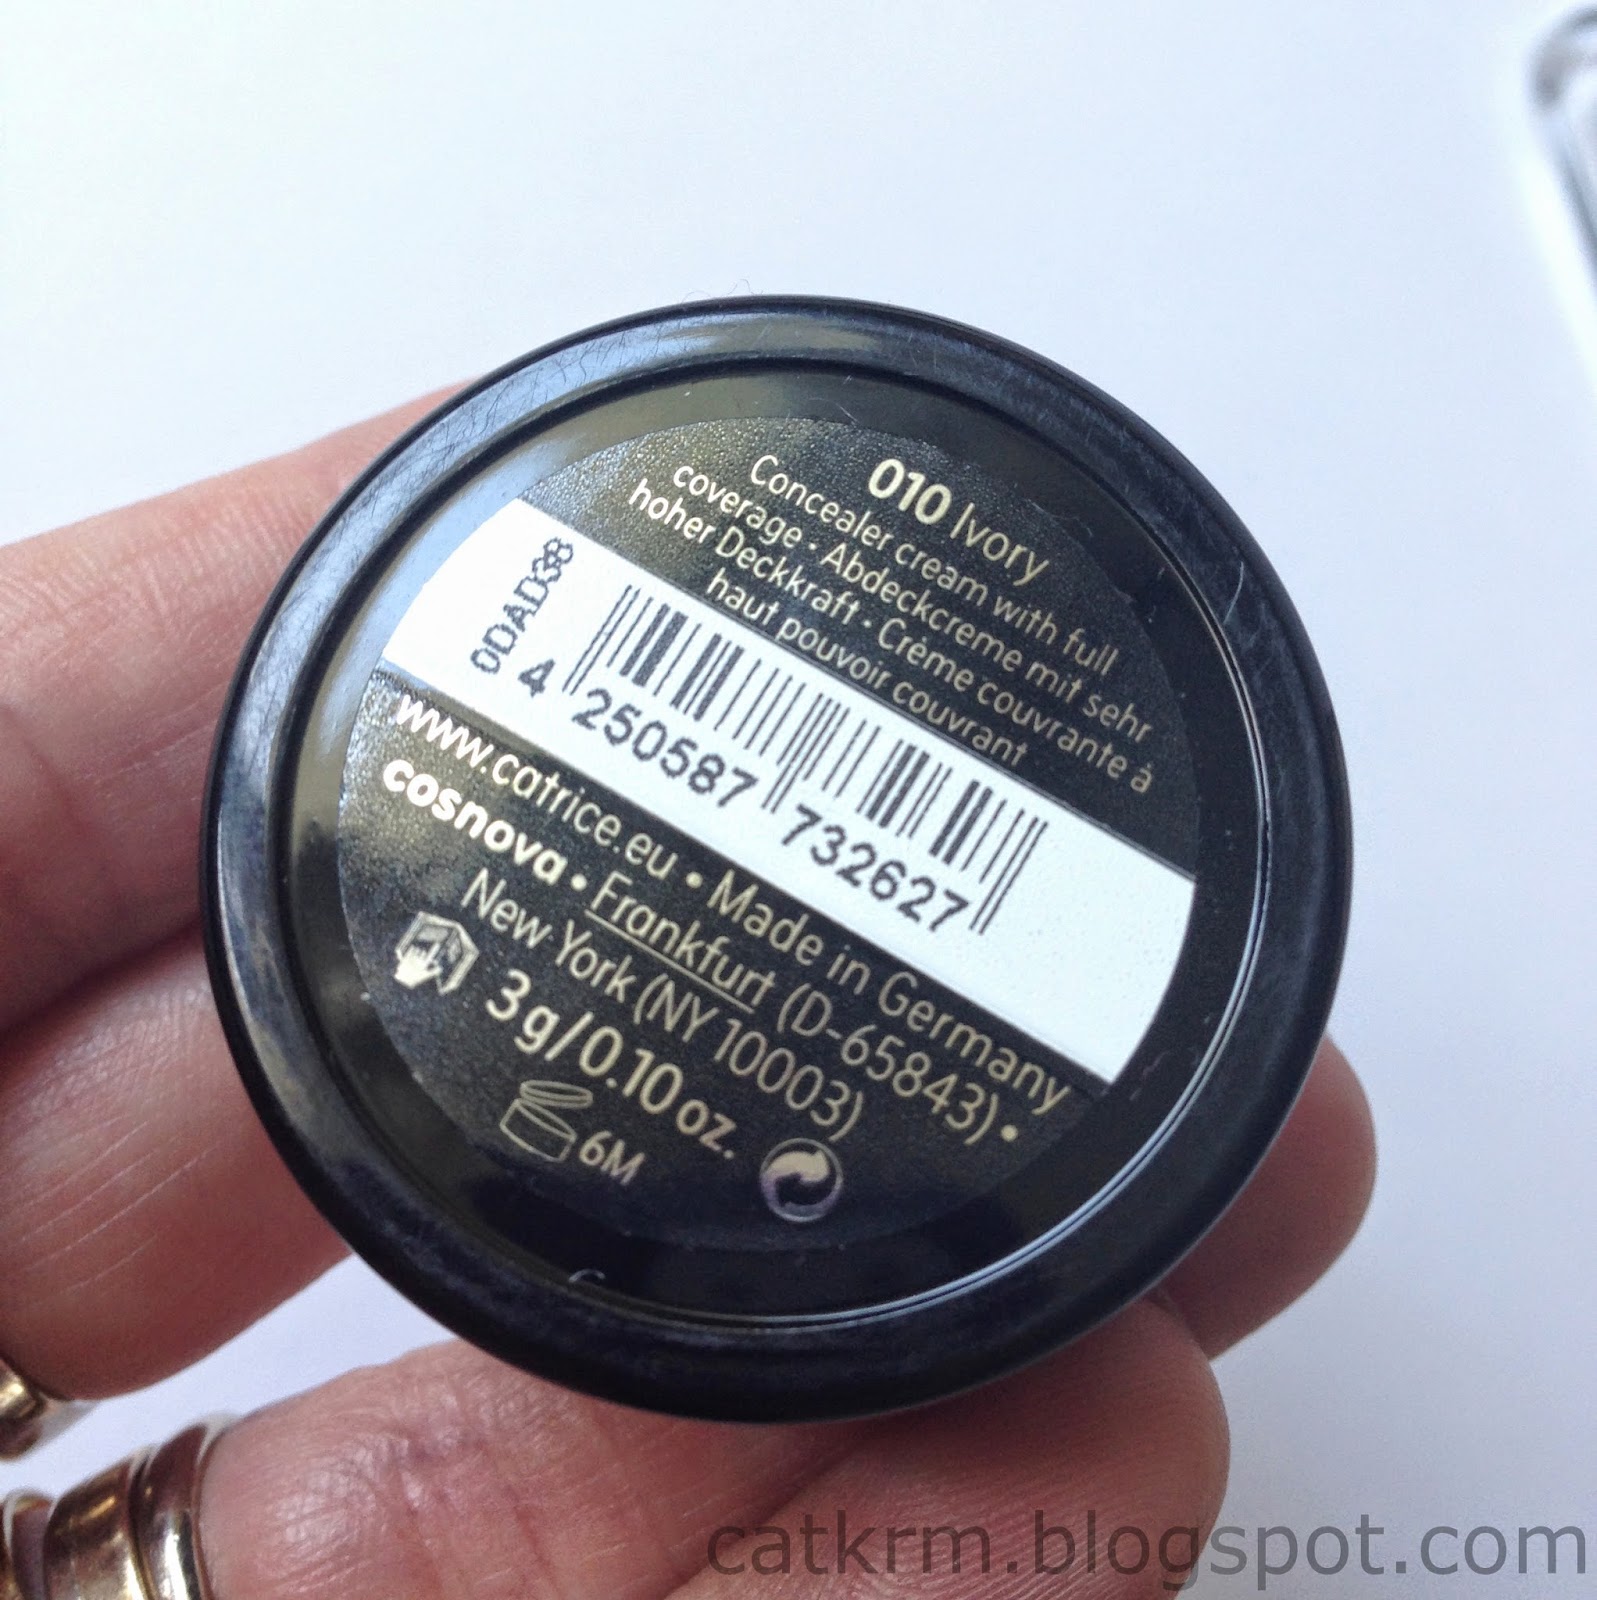 010 Ivory
Concealer cream with full
coverage · Abdeckcreme mit sehr
hoher Deckkraft · Crème couvrante à
haut pouvoir couvrant
0DAD3B
4 250587 732627
www.catrice.eu • Made in Germany
cosnova • Frankfurt (D-65843) •
New York (NY 10003)
3 g/0.10 oz.
6M
catkrm.blogspot.com